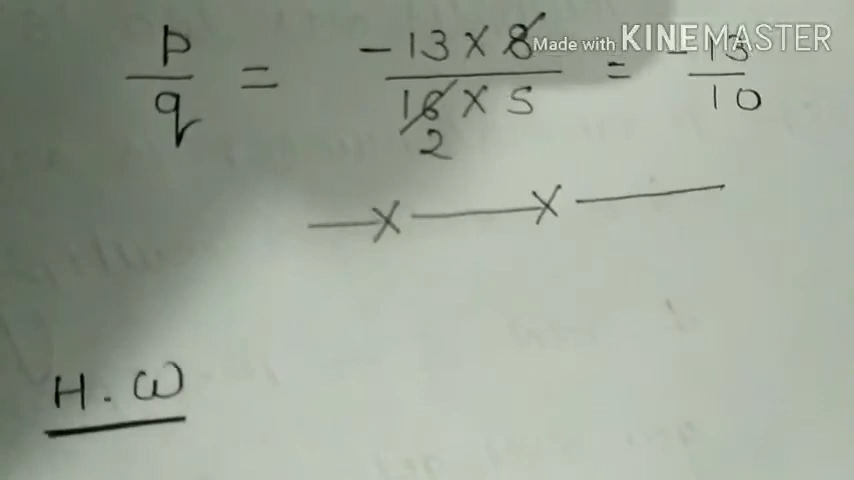 p/q = -13 × 8 / 16 × 5 = -13/10
2
—×—×—
H.W
Made with KINEMASTER